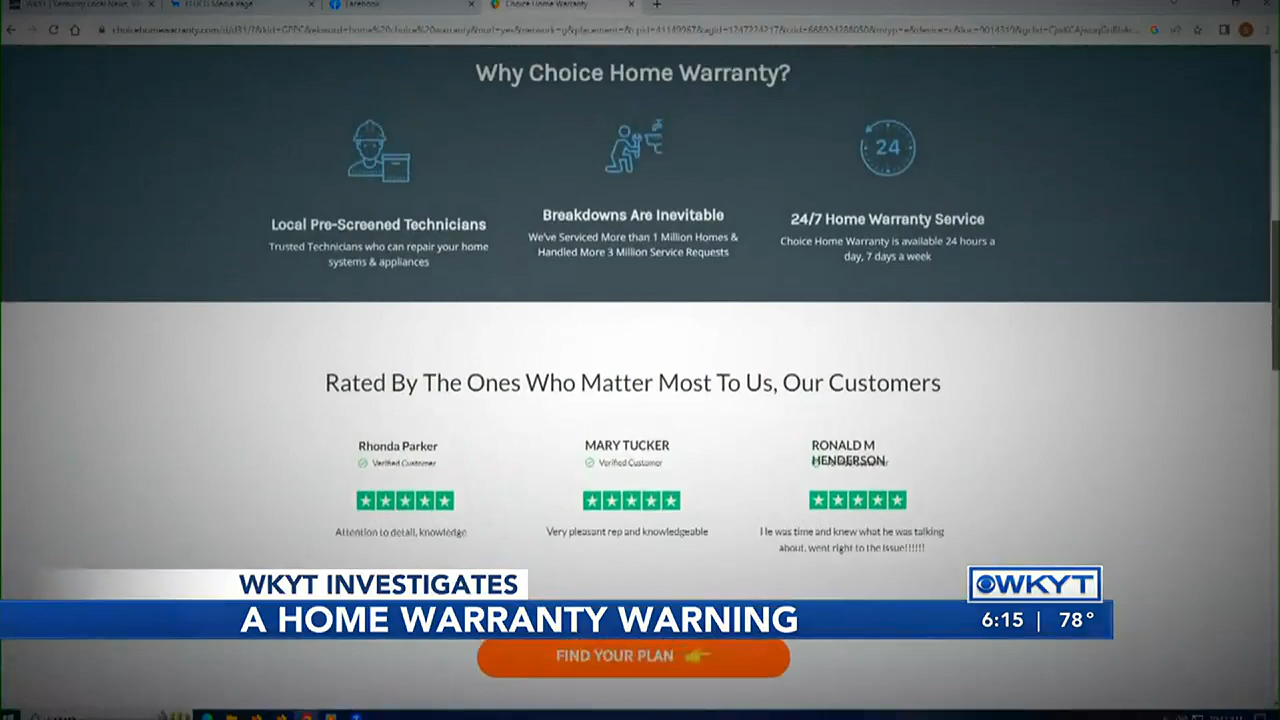 Facebook
Choice Home Warranty
Why Choice Home Warranty?
24
Local Pre-Screened Technicians
Trusted Technicians who can repair your home
systems & appliances
Breakdowns Are Inevitable
We've Serviced More than 1 Million Homes &
Handled More 3 Million Service Requests
24/7 Home Warranty Service
Choice Home Warranty is available 24 hours a
day, 7 days a week
Rated By The Ones Who Matter Most To Us, Our Customers
Rhonda Parker
Verified Customer
Attention to detail, knowledge
MARY TUCKER
Verified Customer
Very pleasant rep and knowledgeable
RONALD M
HENDERSON
He was time and knew what he was talking
about, went right to the issue!!!!!!
WKYT INVESTIGATES
A HOME WARRANTY WARNING
WKYT
6:15 | 78°
FIND YOUR PLAN